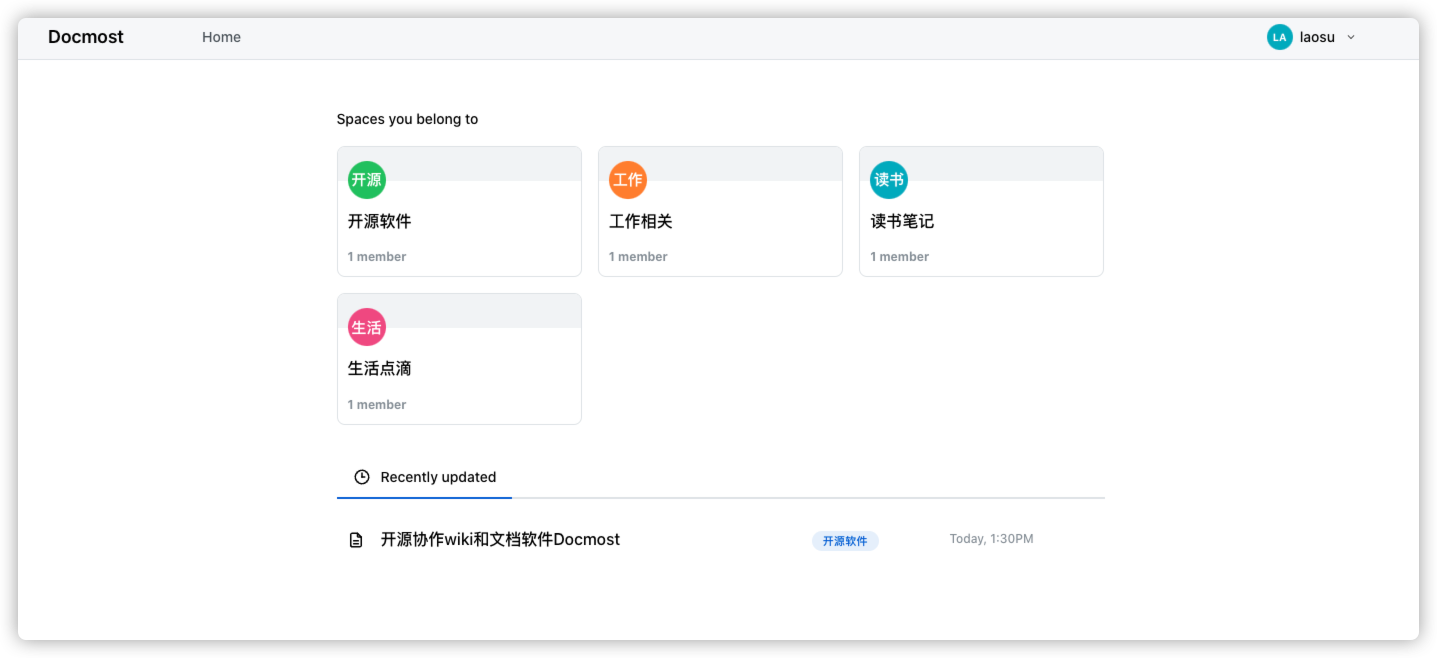 Docmost Home LA laosu
Spaces you belong to
开源 工作 读书
开源软件 工作相关 读书笔记
1 member 1 member 1 member
生活
生活点滴
1 member
Recently updated
开源协作wiki和文档软件Docmost 开源软件 Today, 1:30PM